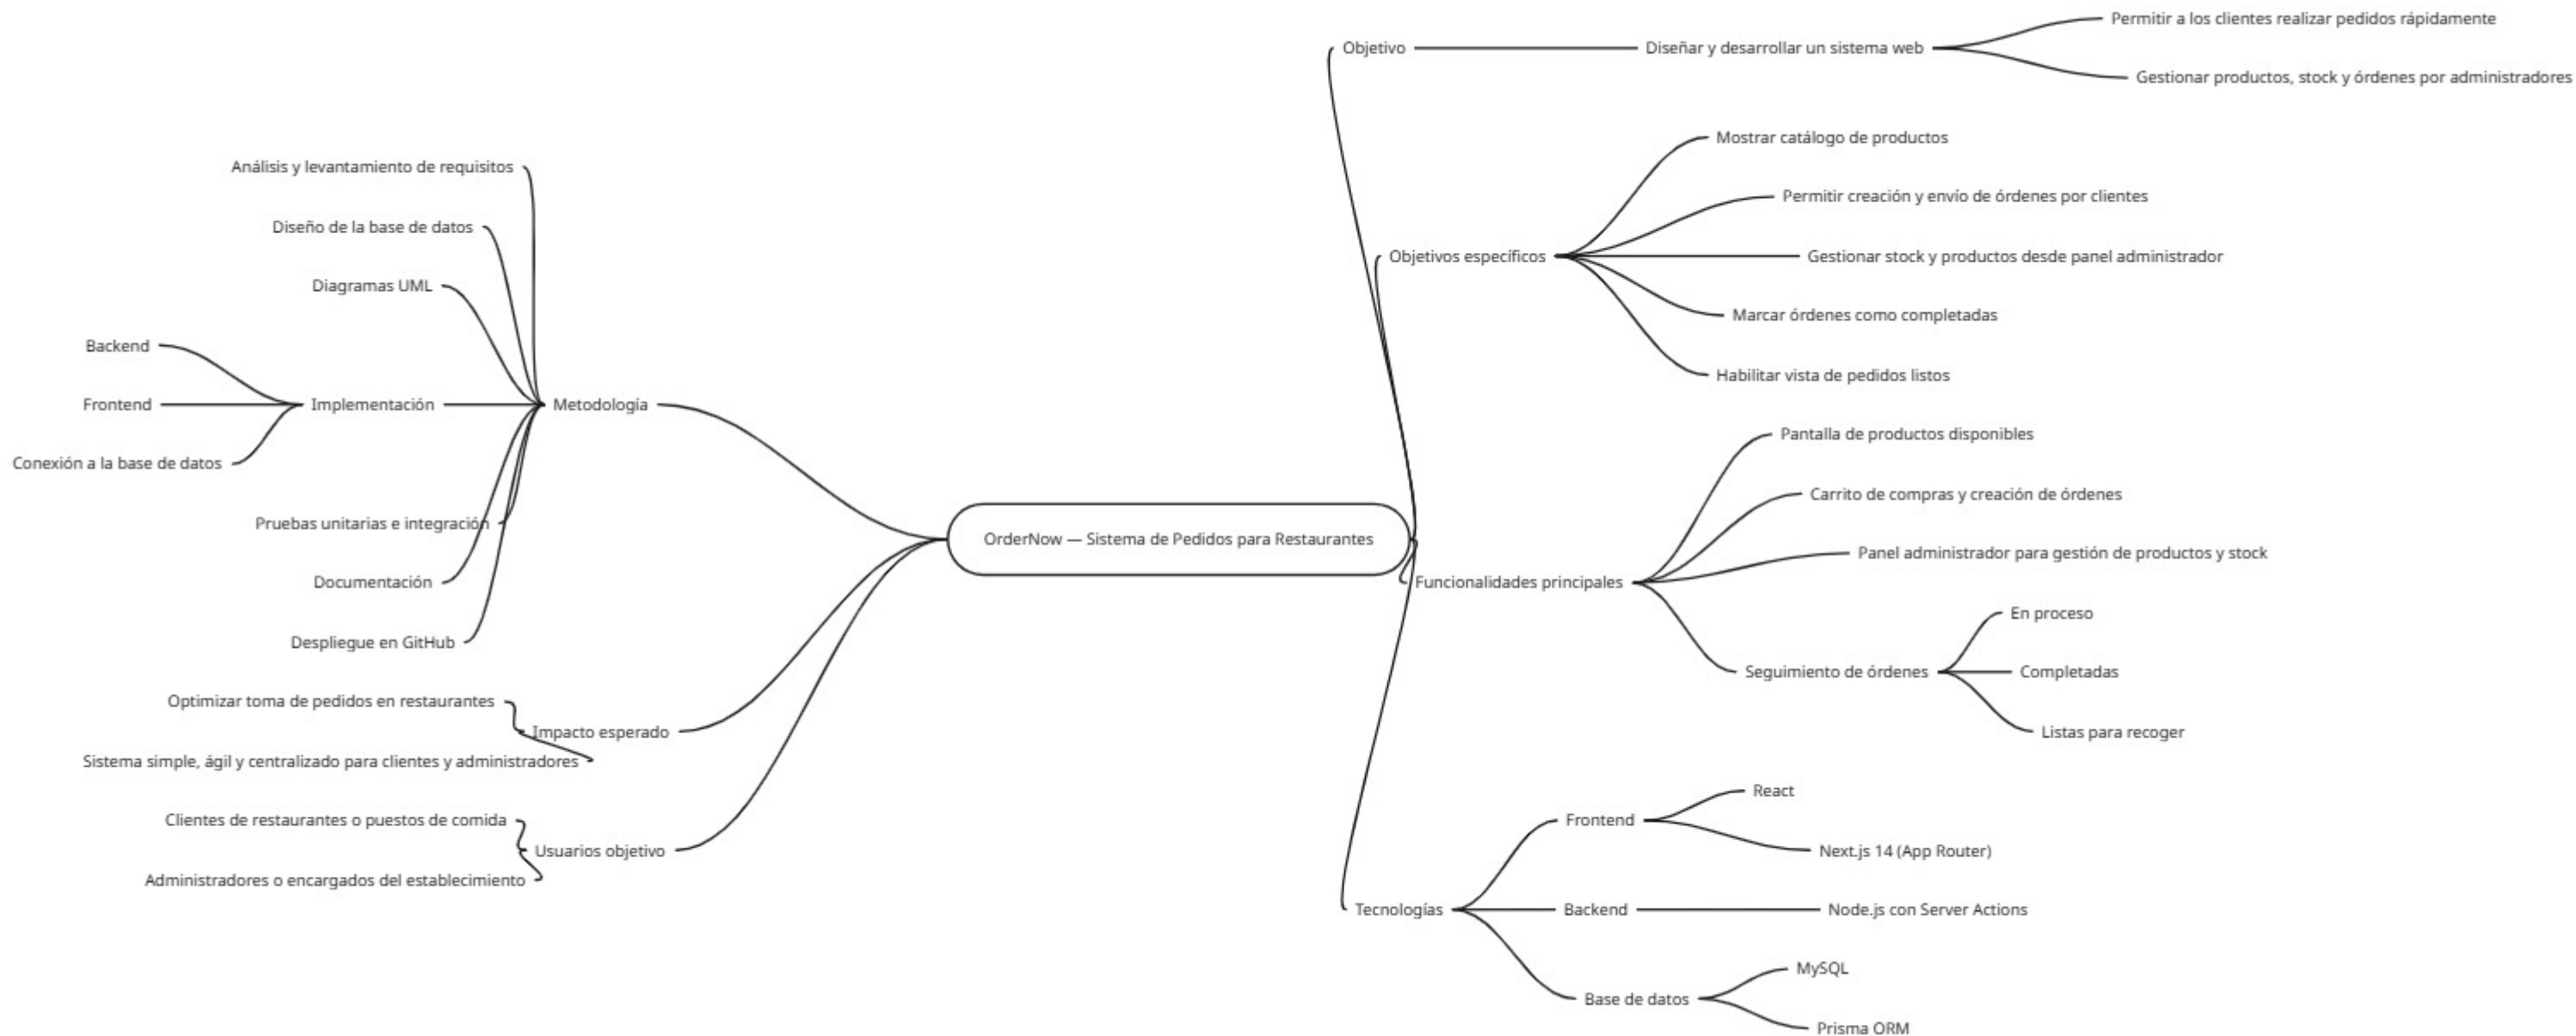 OrderNow — Sistema de Pedidos para Restaurantes
Objetivo
Diseñar y desarrollar un sistema web
Permitir a los clientes realizar pedidos rápidamente
Gestionar productos, stock y órdenes por administradores
Objetivos específicos
Mostrar catálogo de productos
Permitir creación y envío de órdenes por clientes
Gestionar stock y productos desde panel administrador
Marcar órdenes como completadas
Habilitar vista de pedidos listos
Funcionalidades principales
Pantalla de productos disponibles
Carrito de compras y creación de órdenes
Panel administrador para gestión de productos y stock
Seguimiento de órdenes
En proceso
Completadas
Listas para recoger
Tecnologías
Frontend
React
Next.js 14 (App Router)
Backend
Node.js con Server Actions
Base de datos
MySQL
Prisma ORM
Metodología
Análisis y levantamiento de requisitos
Diseño de la base de datos
Diagramas UML
Implementación
Backend
Frontend
Conexión a la base de datos
Pruebas unitarias e integración
Documentación
Despliegue en GitHub
Impacto esperado
Optimizar toma de pedidos en restaurantes
Sistema simple, ágil y centralizado para clientes y administradores
Usuarios objetivo
Clientes de restaurantes o puestos de comida
Administradores o encargados del establecimiento